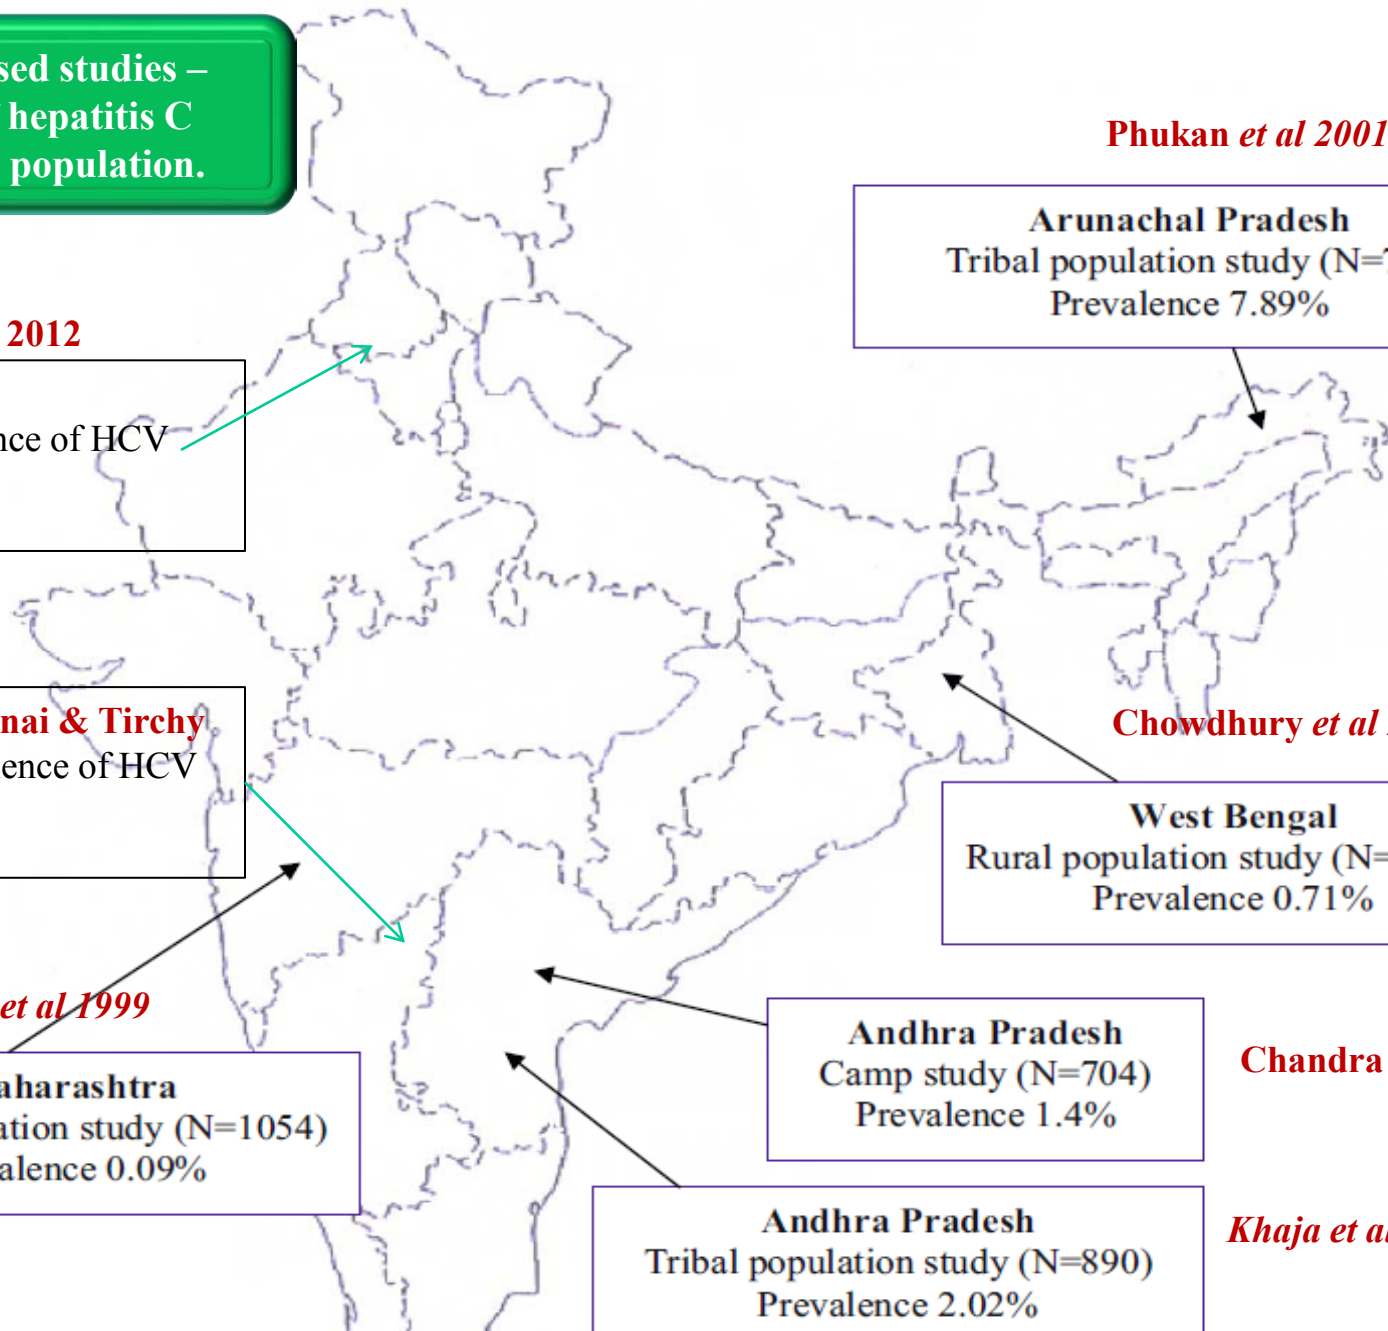 sed studies –
hepatitis C
population.
Phukan et al 2001
Arunachal Pradesh
Tribal population study (N=
Prevalence 7.89%
2012
nce of HCV
nai & Tirchy
ence of HCV
Chowdhury et al
West Bengal
Rural population study (N=
Prevalence 0.71%
et al 1999
aharashtra
ation study (N=1054)
alence 0.09%
Andhra Pradesh
Camp study (N=704)
Prevalence 1.4%
Chandra
Andhra Pradesh
Tribal population study (N=890)
Prevalence 2.02%
Khaja et al